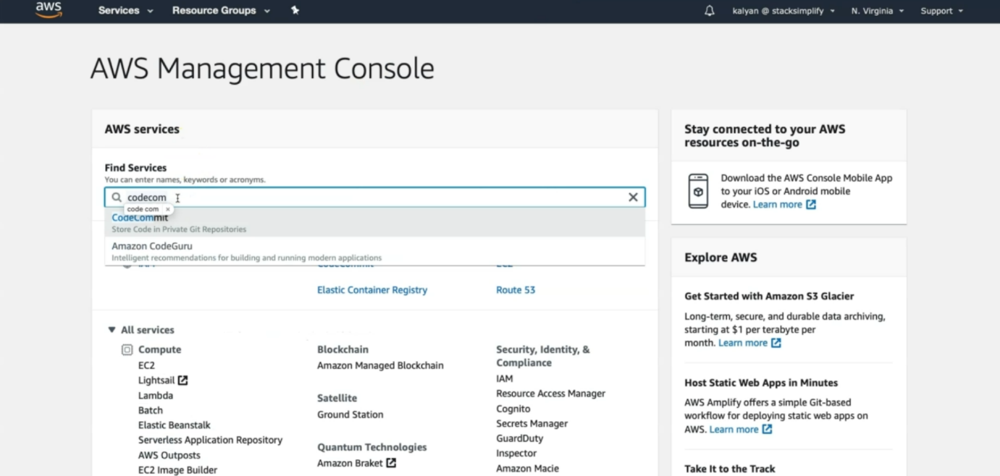 aws
Services
Resource Groups
kalyan @ stacksimplify
N. Virginia
Support
AWS Management Console
AWS services
Find Services
You can enter names, keywords or acronyms.
codecom
code com ×
CodeCommit
Store Code in Private Git Repositories
Amazon CodeGuru
Intelligent recommendations for building and running modern applications
IAM
CodeCommit
EC2
Elastic Container Registry
Route 53
All services
Compute
EC2
Lightsail
Lambda
Batch
Elastic Beanstalk
Serverless Application Repository
AWS Outposts
EC2 Image Builder
Blockchain
Amazon Managed Blockchain
Satellite
Ground Station
Quantum Technologies
Amazon Braket
Security, Identity, &
Compliance
IAM
Resource Access Manager
Cognito
Secrets Manager
GuardDuty
Inspector
Amazon Macie
Stay connected to your AWS
resources on-the-go
Download the AWS Console Mobile App
to your iOS or Android mobile
device. Learn more
Explore AWS
Get Started with Amazon S3 Glacier
Long-term, secure, and durable data archiving,
starting at $1 per terabyte per
month. Learn more
Host Static Web Apps in Minutes
AWS Amplify offers a simple Git-based
workflow for deploying static web apps on
AWS. Learn more
Take It to the Track